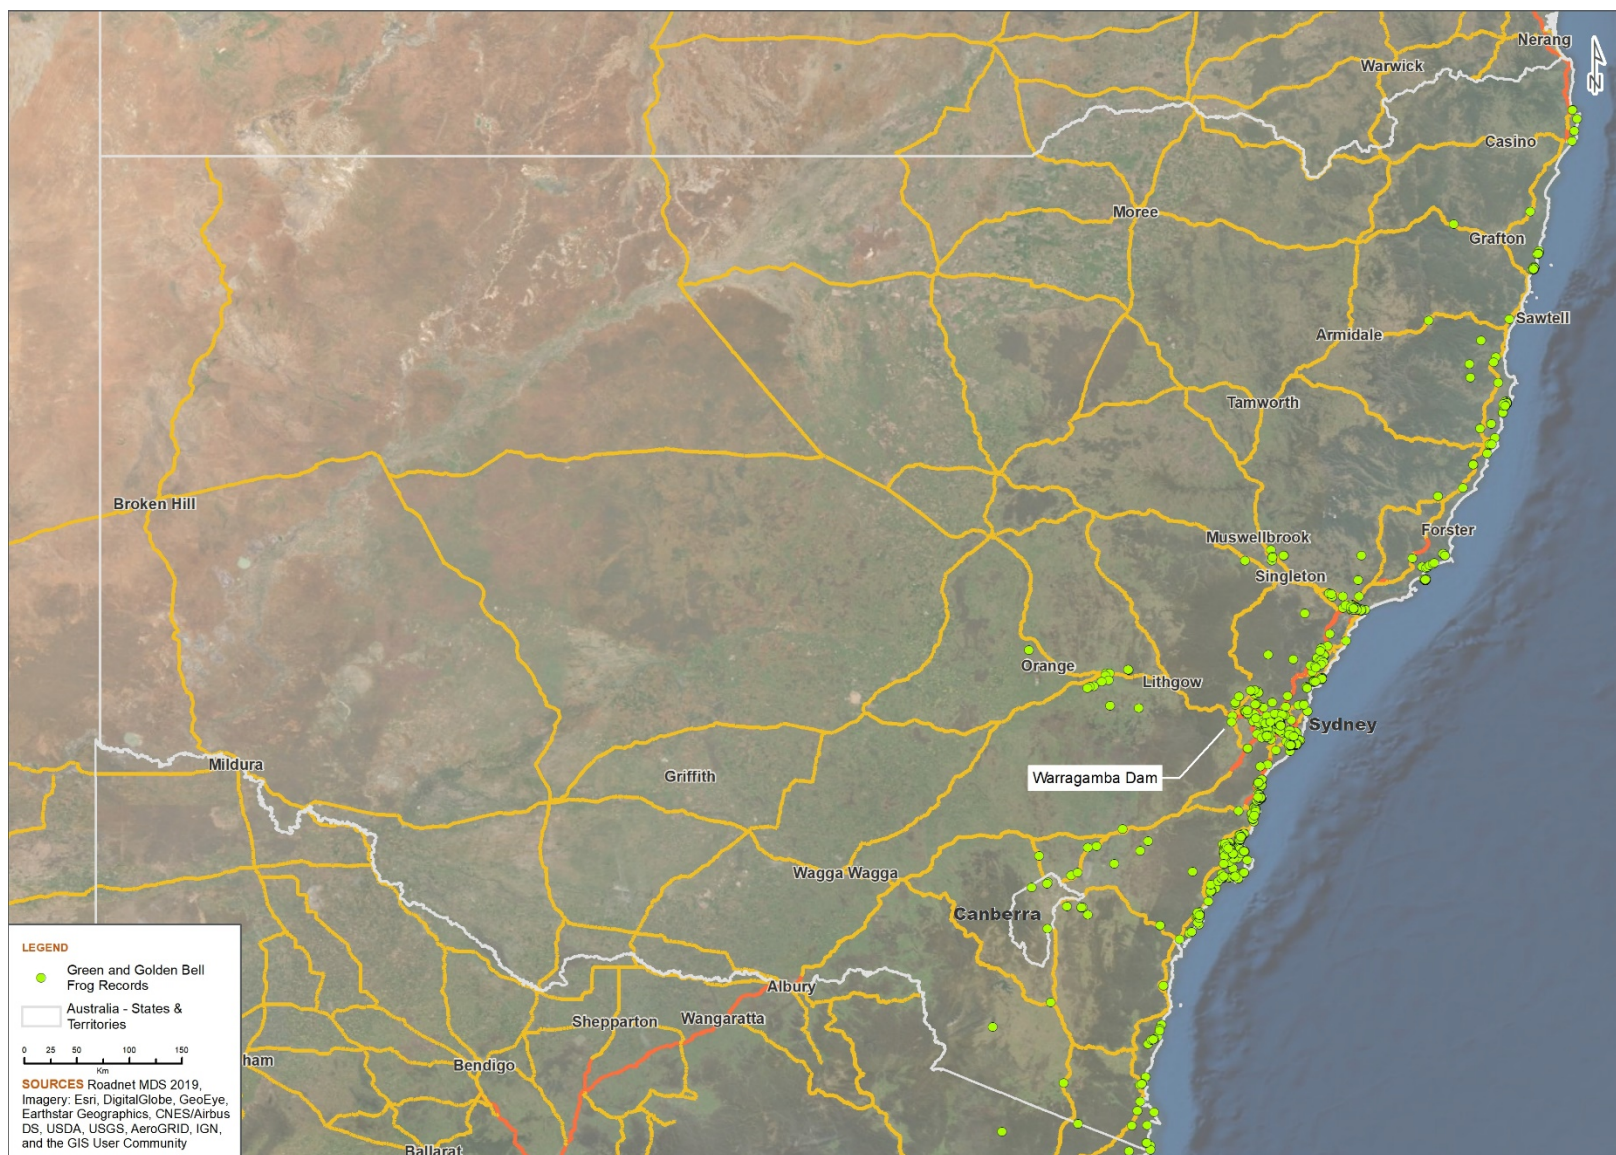 Nerang
Warwick
Casino
Moree
Grafton
Sawtell
Armidale
Tamworth
Broken Hill
Forster
Muswellbrook
Singleton
Orange
Lithgow
Sydney
Warragamba Dam
Mildura
Griffith
Wagga Wagga
Canberra
Albury
Shepparton
Wangaratta
Bendigo
ham
Ballarat
N
LEGEND
Green and Golden Bell
Frog Records
Australia - States &
Territories
0 25 50 100 150
Km
SOURCES Roadnet MDS 2019,
Imagery: Esri, DigitalGlobe, GeoEye,
Earthstar Geographics, CNES/Airbus
DS, USDA, USGS, AeroGRID, IGN,
and the GIS User Community